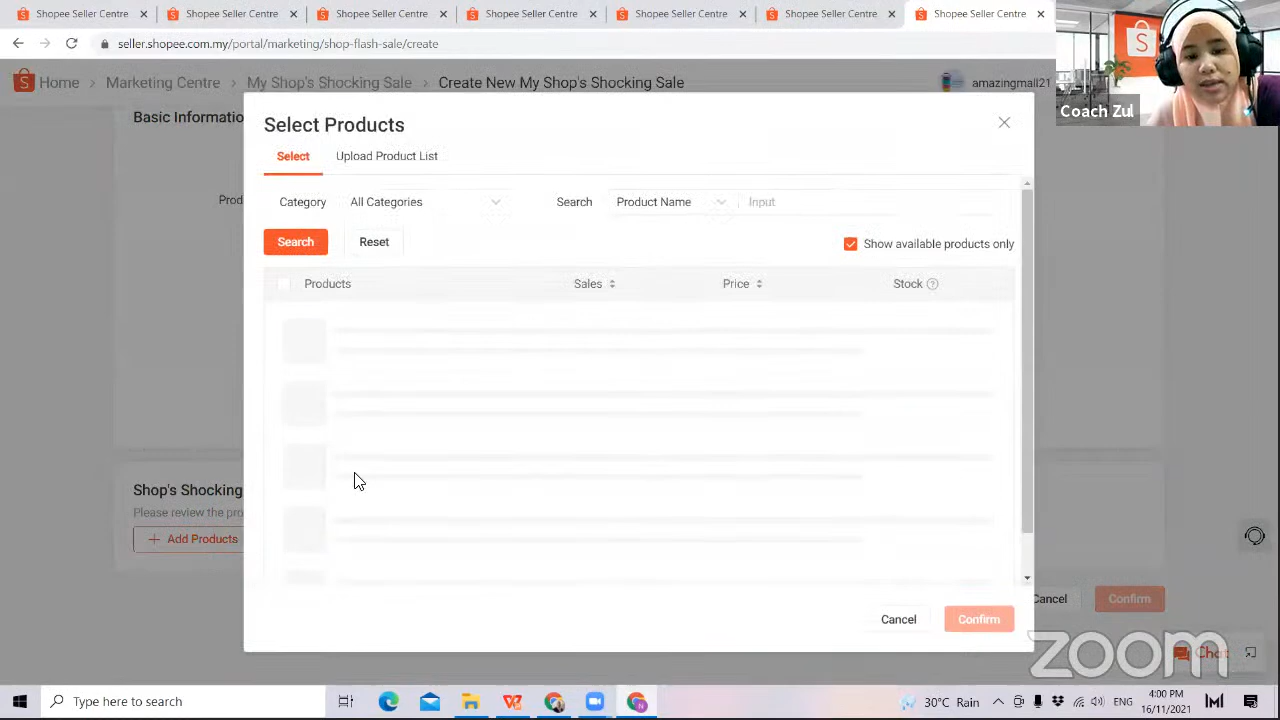 Shopee Seller Centre
Shopee Seller Centre
Shopee Seller Centre
Shopee Seller Centre
Shopee Seller Centre
Shopee Seller Centre
Shopee Seller Centre
seller.shopee.com.my/portal/marketing/shop-flash-sale/create
Home > Marketing Centre > My Shop's Shocking
Create New My Shop's Shocking Sale
amazingmall21
Coach Zul
Basic Informatio
Prod
Select Products
Select
Upload Product List
Category
All Categories
Search
Product Name
Input
Search
Reset
Show available products only
Products
Sales
Price
Stock
Shop's Shocking
Please review the pro
+ Add Products
Cancel
Confirm
Cancel
Confirm
Chat
zoom
Type here to search
30°C Rain
ENG
4:00 PM
16/11/2021